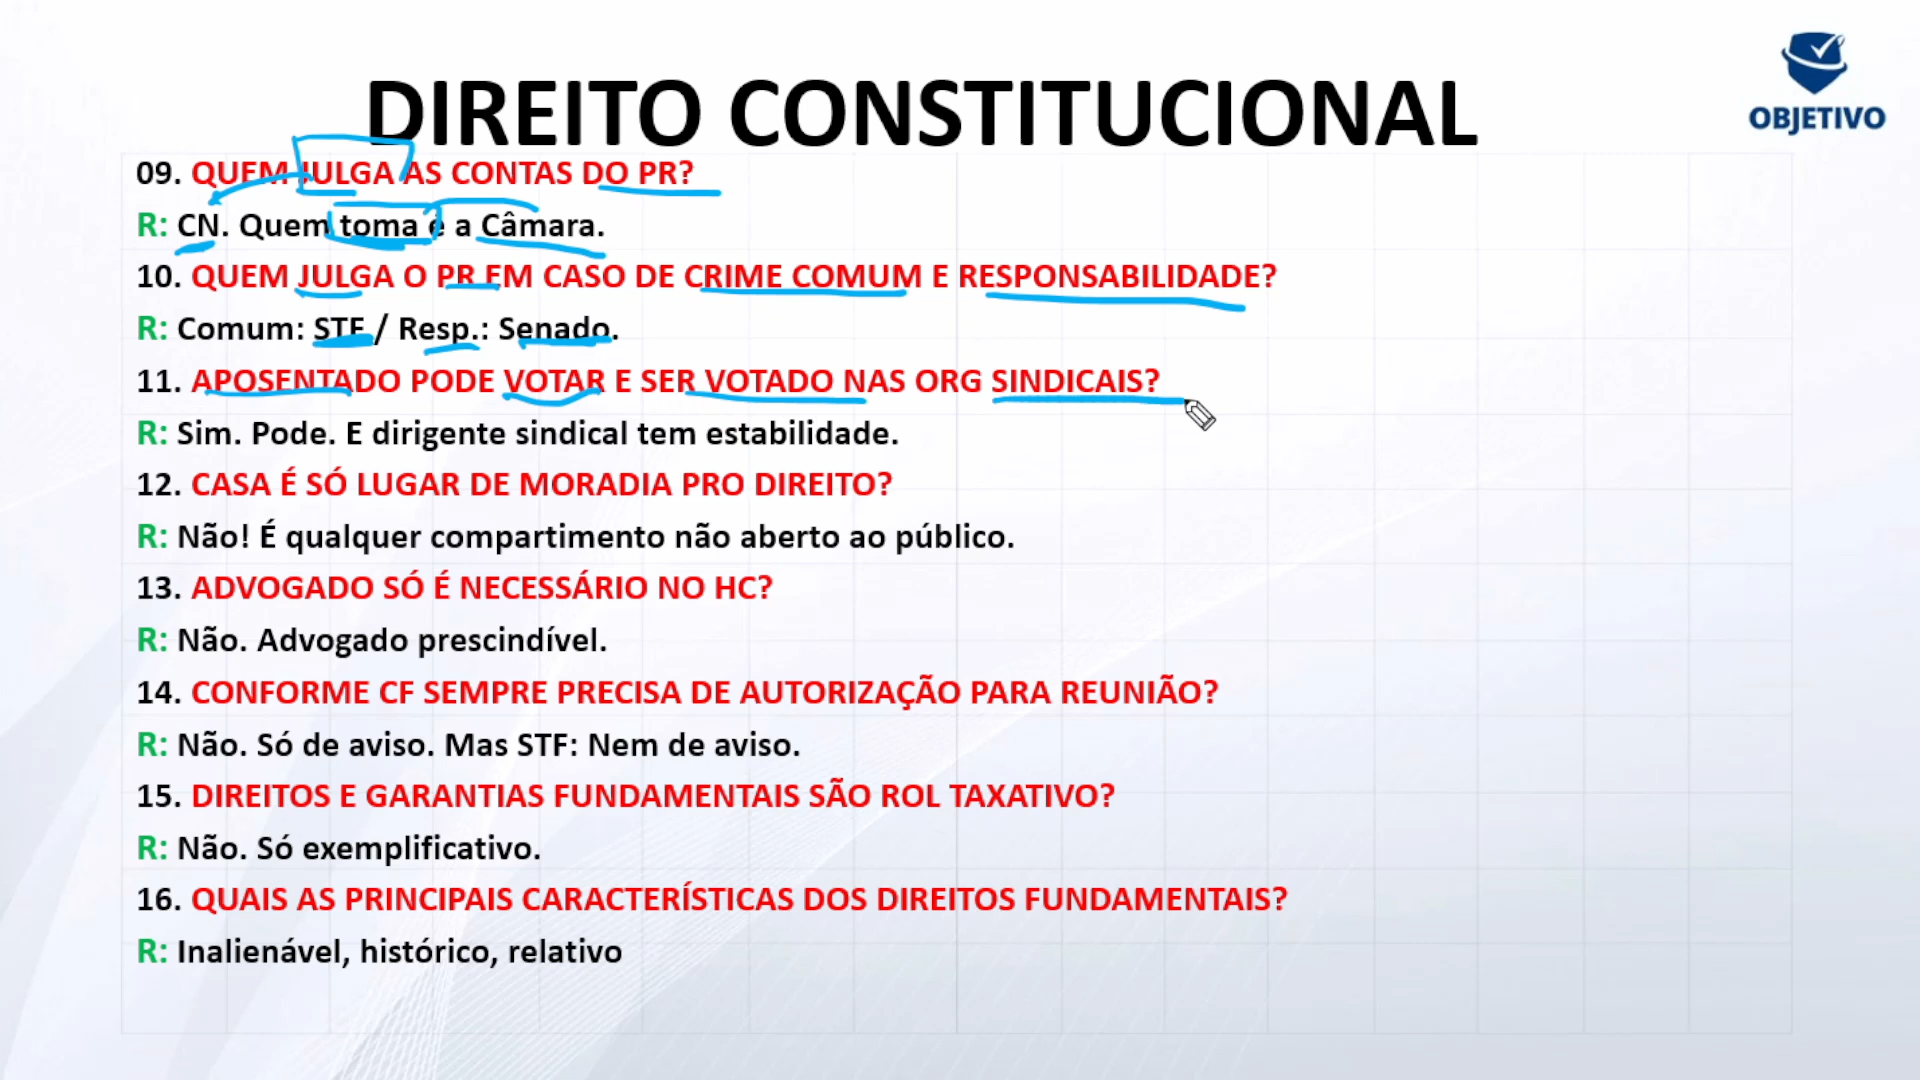 DIREITO CONSTITUCIONAL
OBJETIVO
09. QUEM JULGA AS CONTAS DO PR?
R: CN. Quem toma é a Câmara.
10. QUEM JULGA O PR EM CASO DE CRIME COMUM E RESPONSABILIDADE?
R: Comum: STF / Resp.: Senado.
11. APOSENTADO PODE VOTAR E SER VOTADO NAS ORG SINDICAIS?
R: Sim. Pode. E dirigente sindical tem estabilidade.
12. CASA É SÓ LUGAR DE MORADIA PRO DIREITO?
R: Não! É qualquer compartimento não aberto ao público.
13. ADVOGADO SÓ É NECESSÁRIO NO HC?
R: Não. Advogado prescindível.
14. CONFORME CF SEMPRE PRECISA DE AUTORIZAÇÃO PARA REUNIÃO?
R: Não. Só de aviso. Mas STF: Nem de aviso.
15. DIREITOS E GARANTIAS FUNDAMENTAIS SÃO ROL TAXATIVO?
R: Não. Só exemplificativo.
16. QUAIS AS PRINCIPAIS CARACTERÍSTICAS DOS DIREITOS FUNDAMENTAIS?
R: Inalienável, histórico, relativo